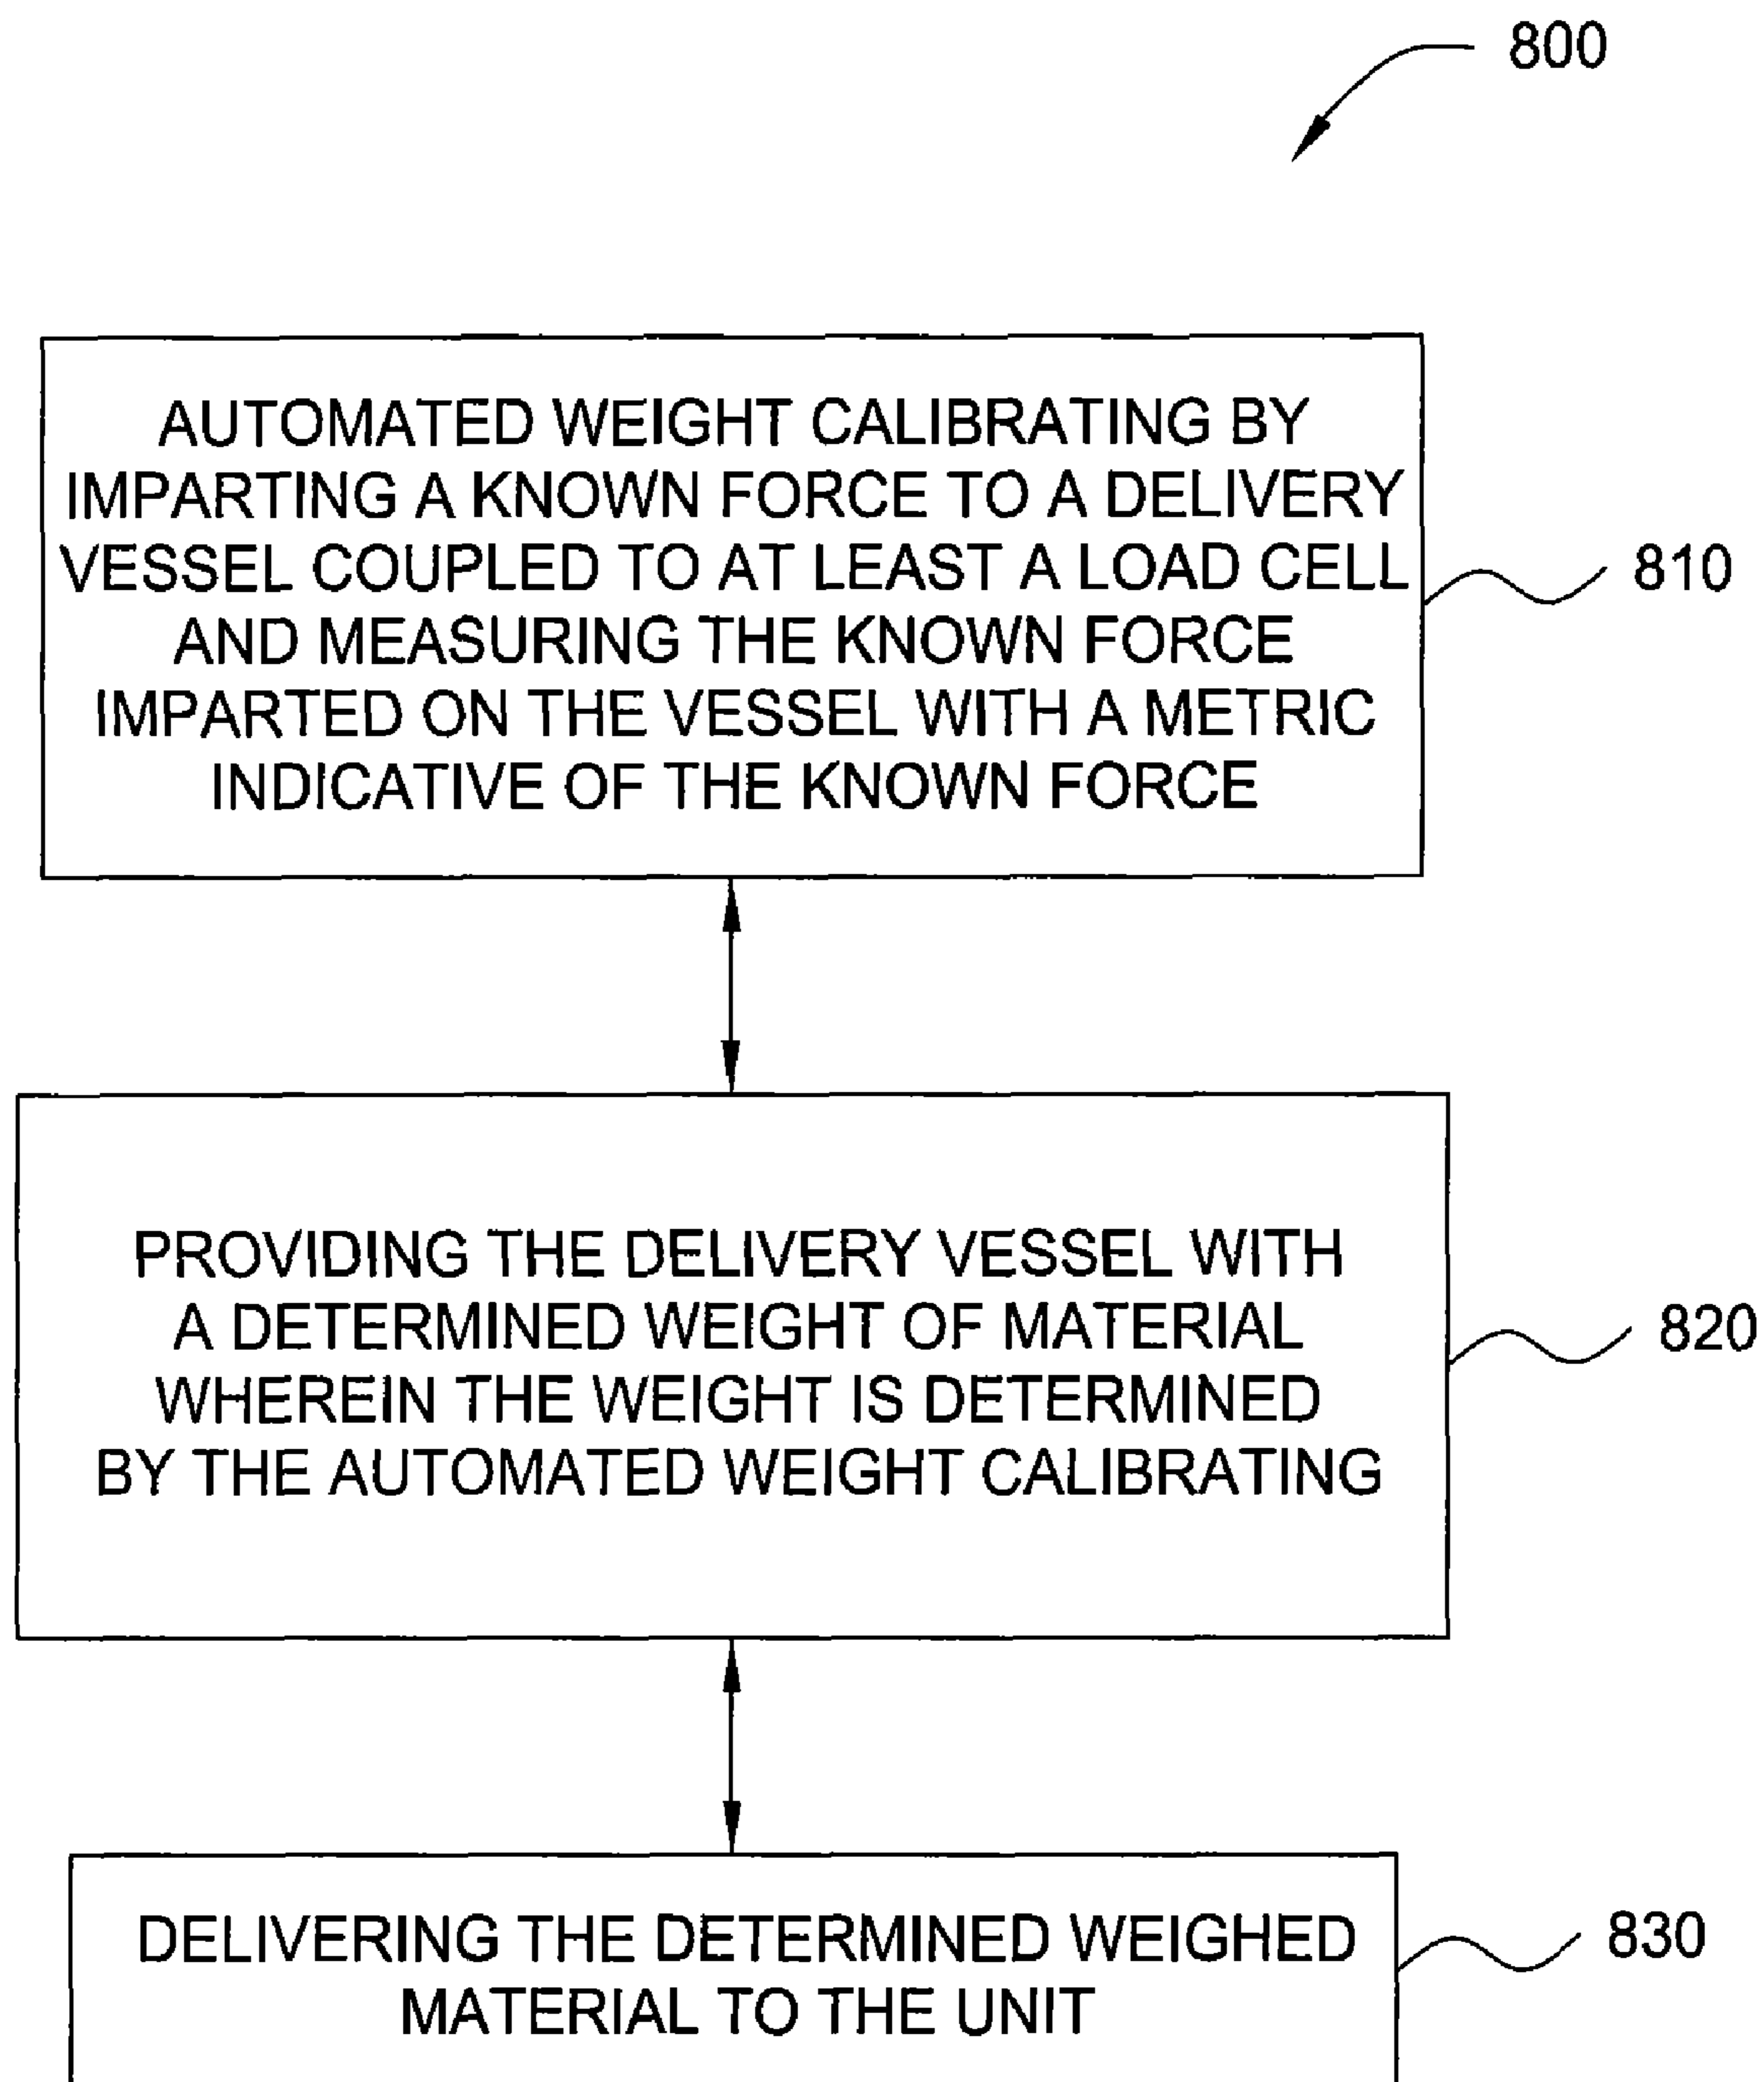 800
AUTOMATED WEIGHT CALIBRATING BY
IMPARTING A KNOWN FORCE TO A DELIVERY
VESSEL COUPLED TO AT LEAST A LOAD CELL
AND MEASURING THE KNOWN FORCE
IMPARTED ON THE VESSEL WITH A METRIC
INDICATIVE OF THE KNOWN FORCE
810
PROVIDING THE DELIVERY VESSEL WITH
A DETERMINED WEIGHT OF MATERIAL
WHEREIN THE WEIGHT IS DETERMINED
BY THE AUTOMATED WEIGHT CALIBRATING
820
DELIVERING THE DETERMINED WEIGHED
MATERIAL TO THE UNIT
830